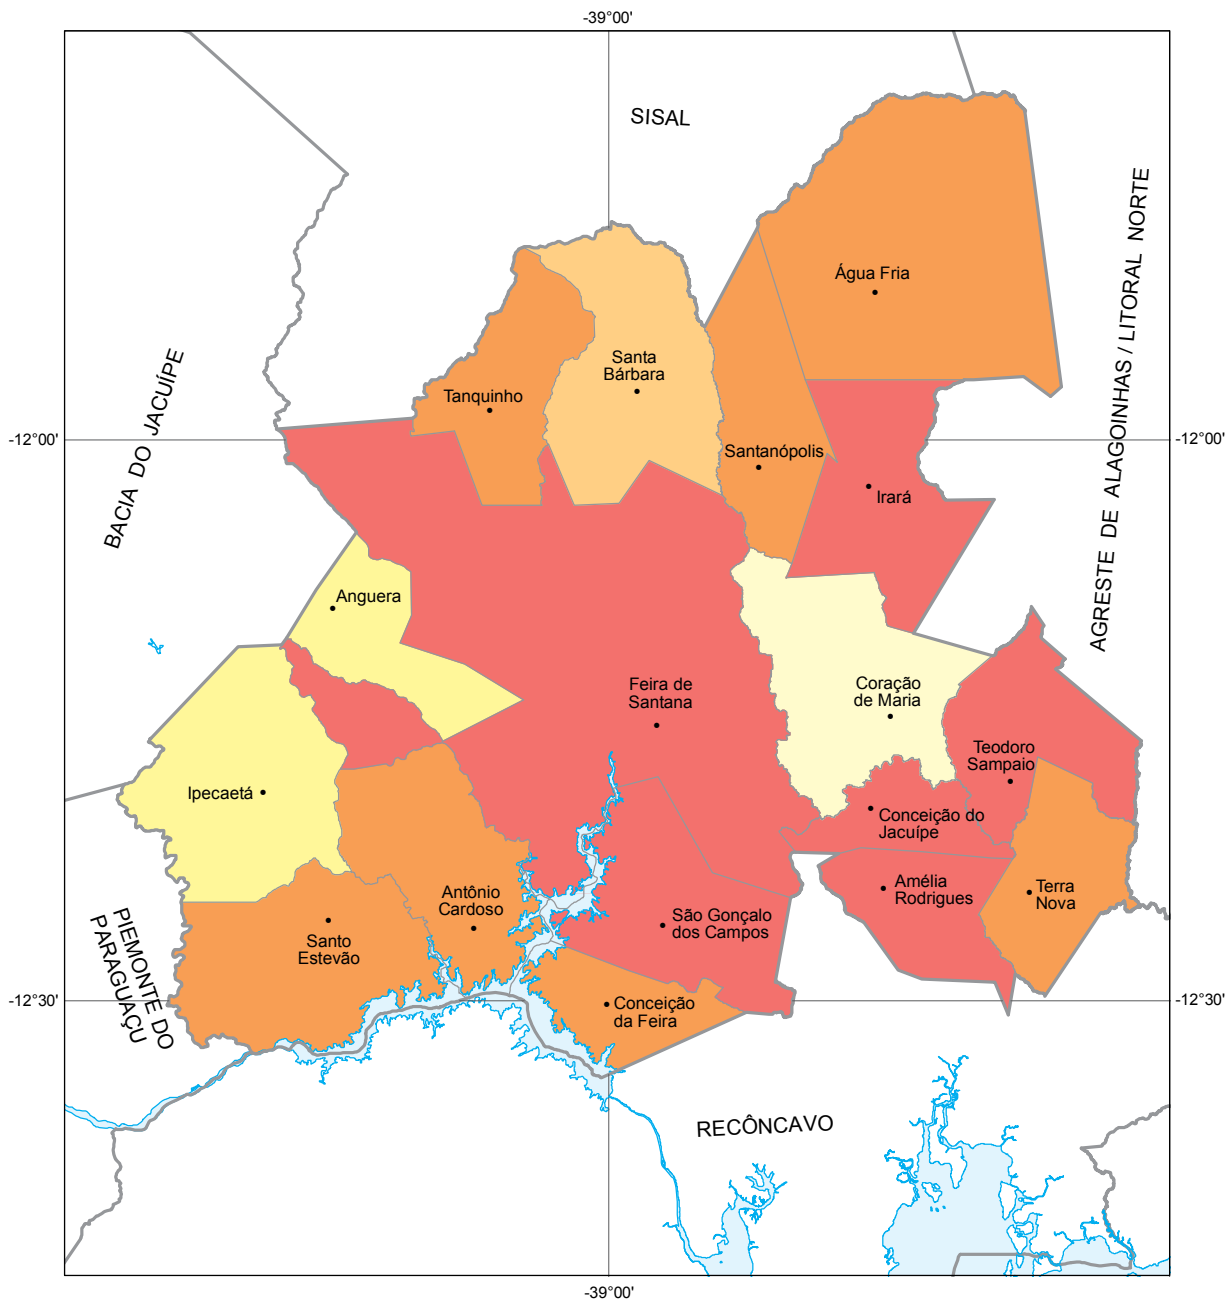 -39°00'
SISAL
AGRESTE DE ALAGOINHAS / LITORAL NORTE
Água Fria
BACIA DO JACUÍPE
Santa
Bárbara
Tanquinho
-12°00'
-12°00'
Santanópolis
Irará
Anguera
Feira de
Santana
Coração
de Maria
Teodoro
Sampaio
Ipecaetá
Conceição do
Jacuípe
Antônio
Cardoso
Amélia
Rodrigues
Terra
Nova
São Gonçalo
dos Campos
Santo
Estevão
PIEMONTE DO
PARAGUAÇU
-12°30'
-12°30'
Conceição
da Feira
RECÔNCAVO
-39°00'